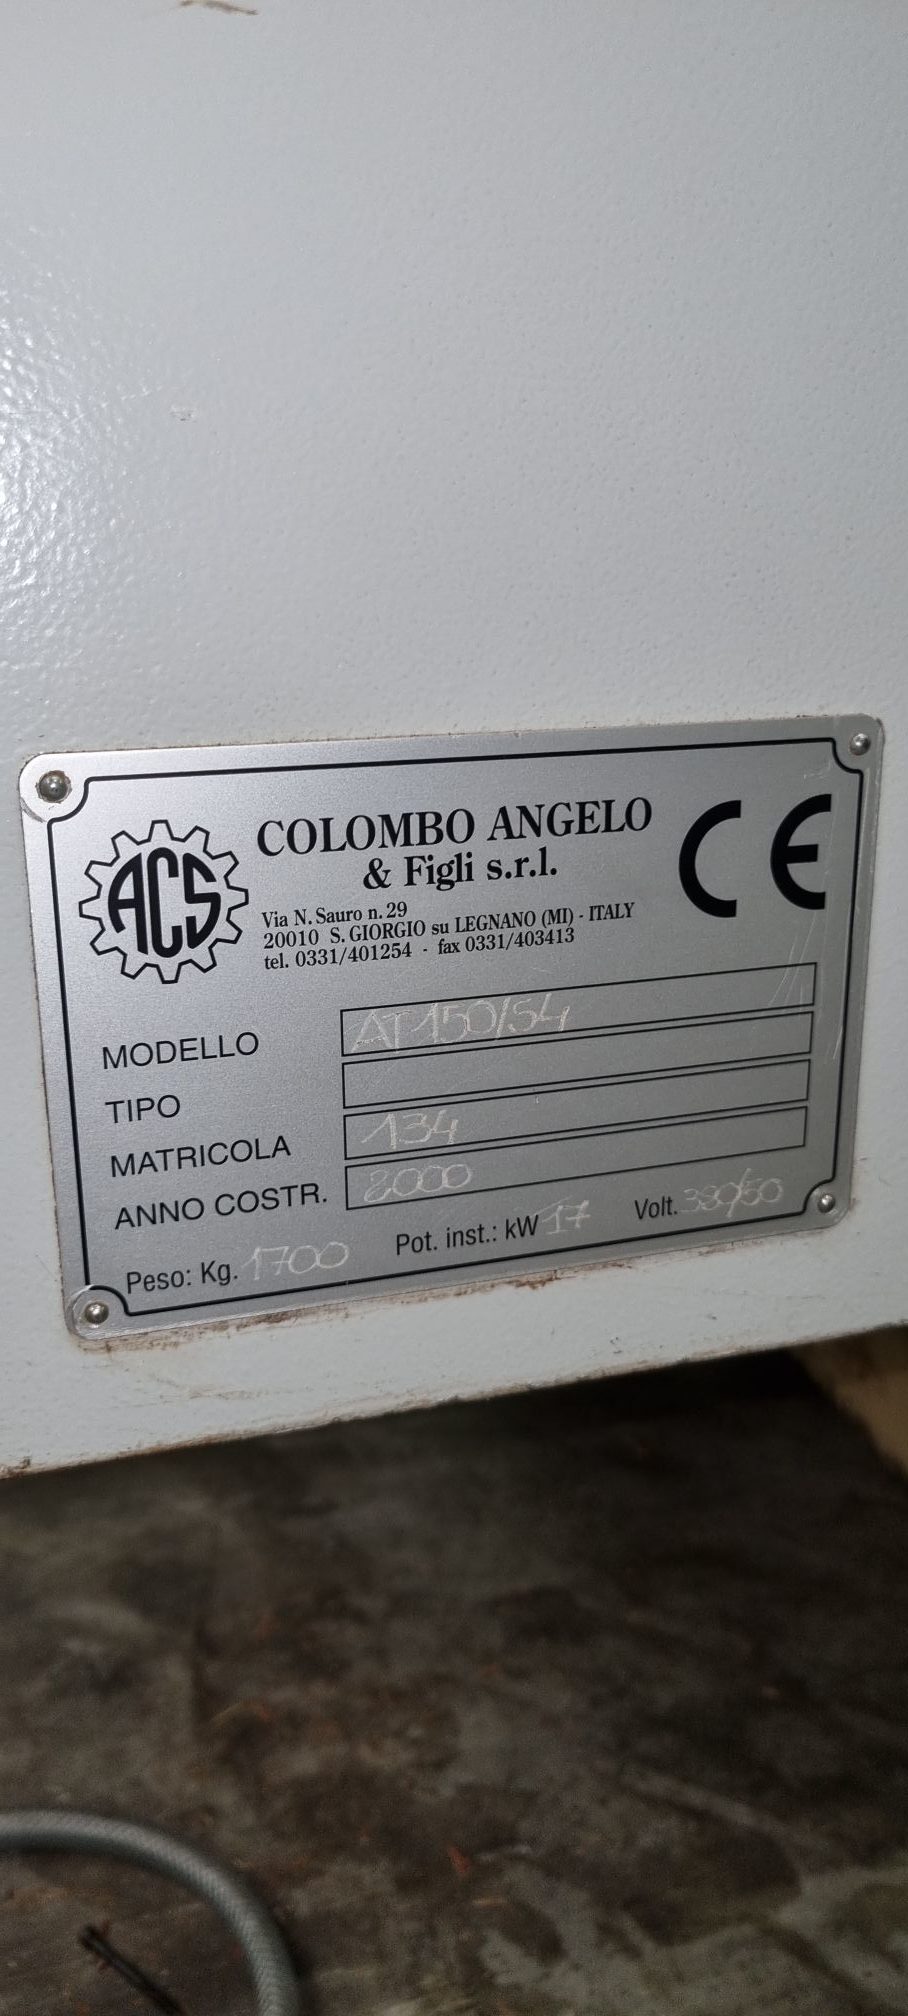 ACS
COLOMBO ANGELO
& Figli s.r.l.
CE
Via N. Sauro n. 29
20010 S. GIORGIO su LEGNANO (MI) - ITALY
tel. 0331/401254 - fax 0331/403413
MODELLO AT 150/54
TIPO
MATRICOLA 134
ANNO COSTR. 2000
Peso: Kg. 1700 Pot. inst.: kW 17 Volt. 380/50